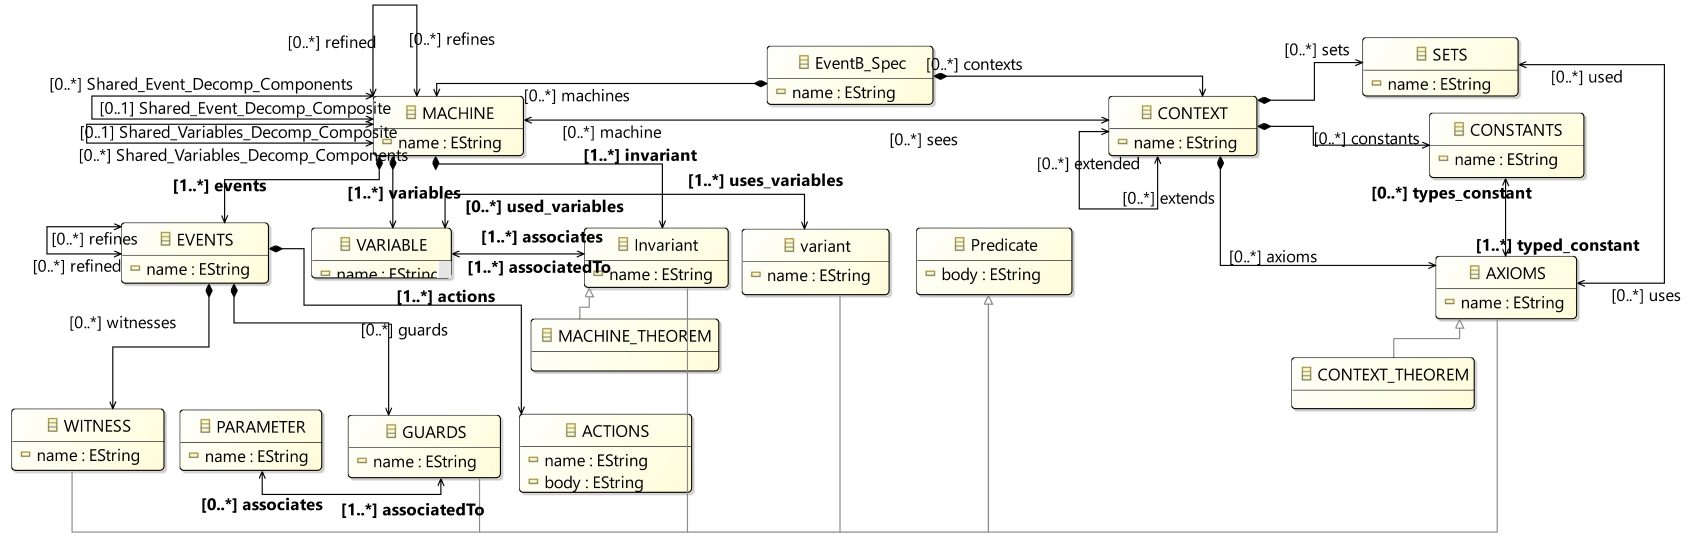 [0..*] refined
[0..*] refines
[0..*] Shared_Event_Decomp_Components
[0..1] Shared_Event_Decomp_Composite
[0..1] Shared_Variables_Decomp_Composite
[0..*] Shared_Variables_Decomp_Components
MACHINE
name : EString
EventB_Spec
name : EString
[0..*] machines
[0..*] contexts
[0..*] machine
[0..*] sees
CONTEXT
name : EString
[0..*] extended
[0..*] extends
[0..*] sets
SETS
name : EString
[0..*] used
[0..*] constants
CONSTANTS
name : EString
[0..*] types_constant
[1..*] typed_constant
[0..*] axioms
AXIOMS
name : EString
[0..*] uses
CONTEXT_THEOREM
[1..*] events
[1..*] variables
[1..*] invariant
[1..*] uses_variables
[0..*] used_variables
EVENTS
name : EString
[0..*] refines
[0..*] refined
VARIABLE
name : EString
[1..*] associates
[1..*] associatedTo
Invariant
name : EString
variant
name : EString
Predicate
body : EString
MACHINE_THEOREM
[1..*] actions
[0..*] witnesses
[0..*] guards
WITNESS
name : EString
PARAMETER
name : EString
GUARDS
name : EString
ACTIONS
name : EString
body : EString
[0..*] associates
[1..*] associatedTo